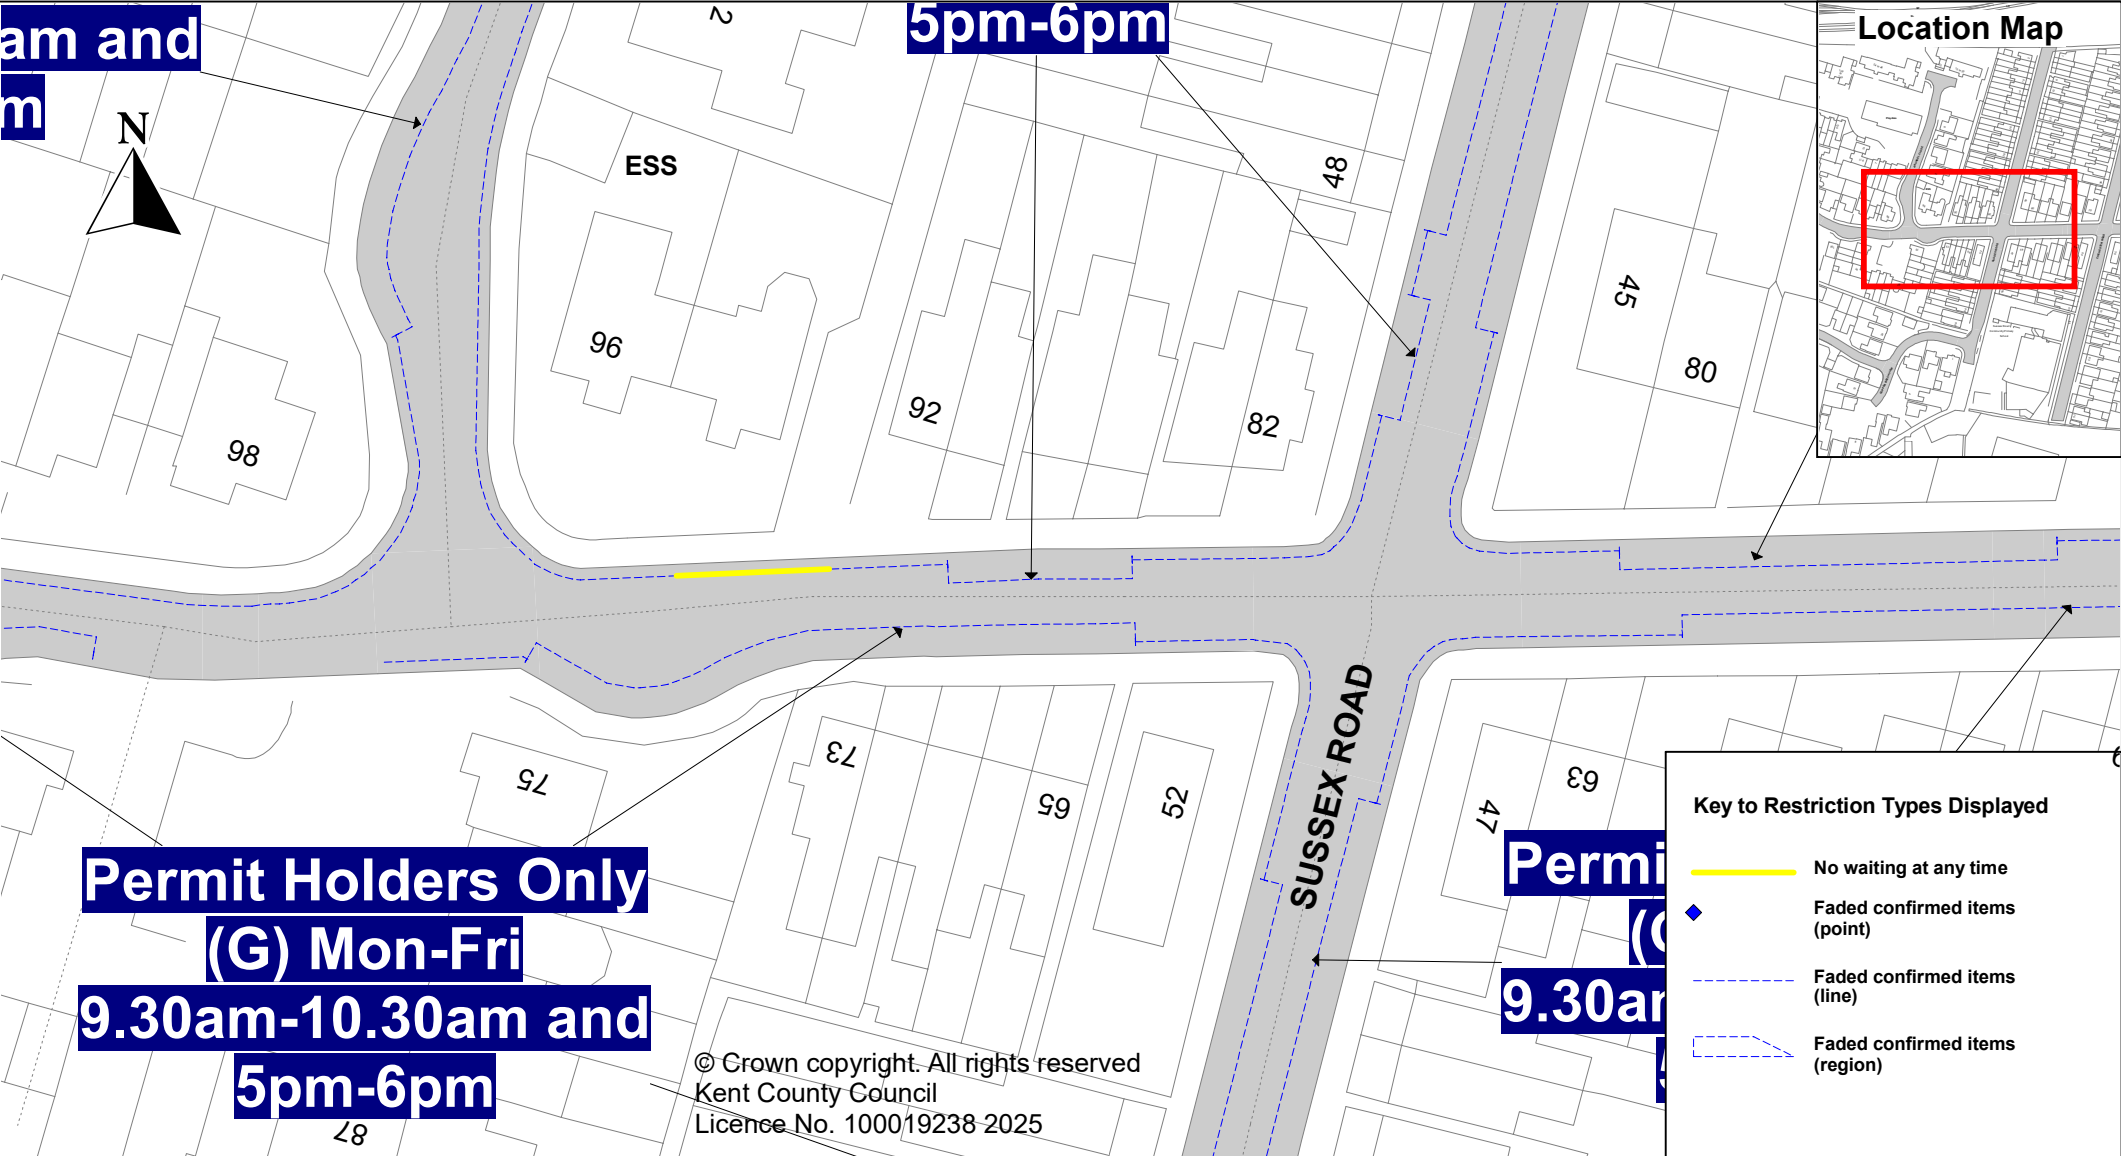 am and
m
N
2
5pm-6pm
Location Map
ESS
48
45
96
80
92
82
98
SUSSEX ROAD
73
75
65
52
63
47
Permit Holders Only
(G) Mon-Fri
9.30am-10.30am and
5pm-6pm
87
Permi
9.30a
© Crown copyright. All rights reserved
Kent County Council
Licence No. 100019238 2025
Key to Restriction Types Displayed
No waiting at any time
Faded confirmed items
(point)
Faded confirmed items
(line)
Faded confirmed items
(region)